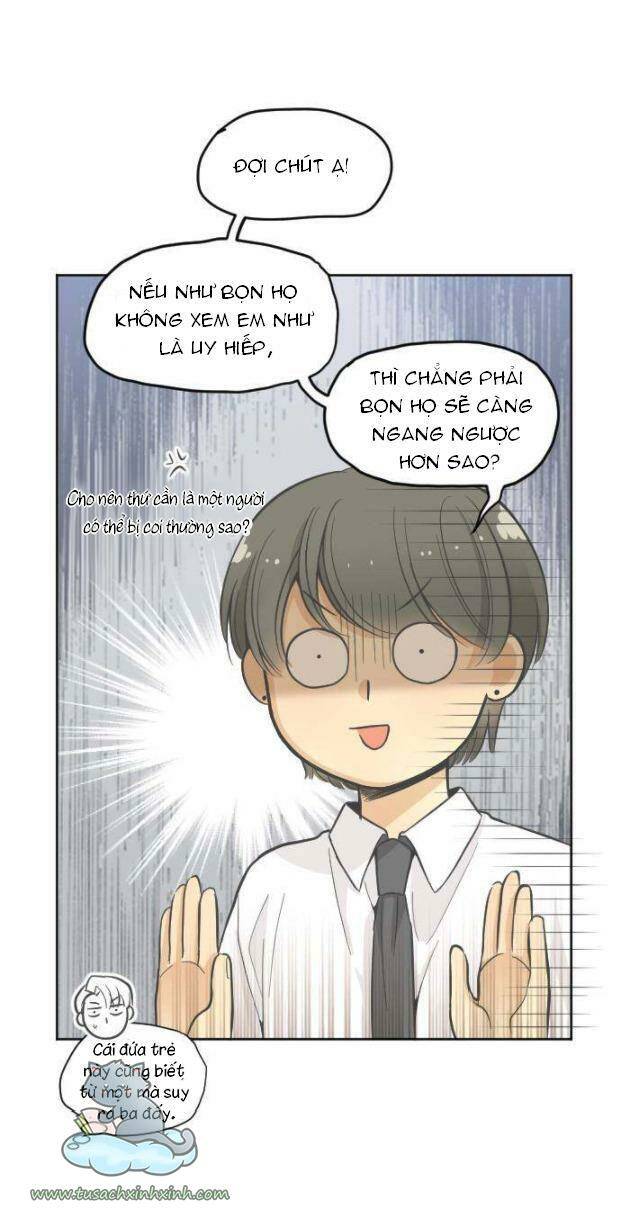 ĐỢI CHÚT Ạ!
NẾU NHƯ BỌN HỌ
KHÔNG XEM EM NHƯ
LÀ UY HIẾP,
THÌ CHẲNG PHẢI
BỌN HỌ SẼ CÀNG
NGANG NGƯỢC
HƠN SAO?
Cho nên thứ cần là một người
có thể bị coi thường sao?
Cái đứa trẻ
này cũng biết
từ một mà suy
ra ba đấy.
www.tusachxinhxinh.com